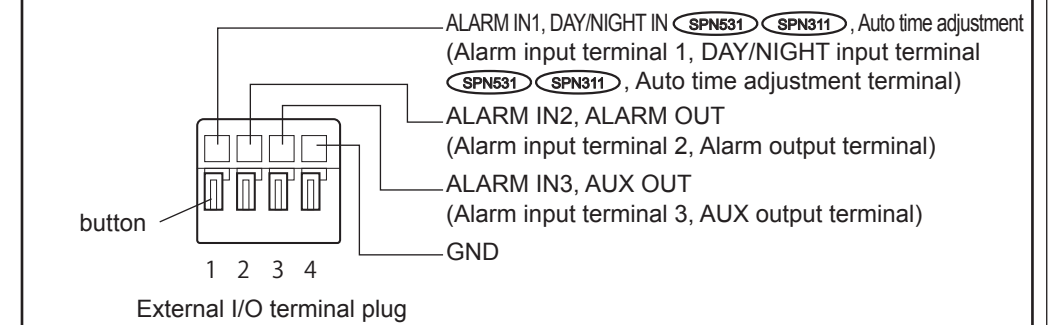 ALARM IN1, DAY/NIGHT IN SPN531 SPN311 , Auto time adjustment
(Alarm input terminal 1, DAY/NIGHT input terminal
SPN531 SPN311 , Auto time adjustment terminal)
ALARM IN2, ALARM OUT
(Alarm input terminal 2, Alarm output terminal)
ALARM IN3, AUX OUT
(Alarm input terminal 3, AUX output terminal)
GND
button
1 2 3 4
External I/O terminal plug